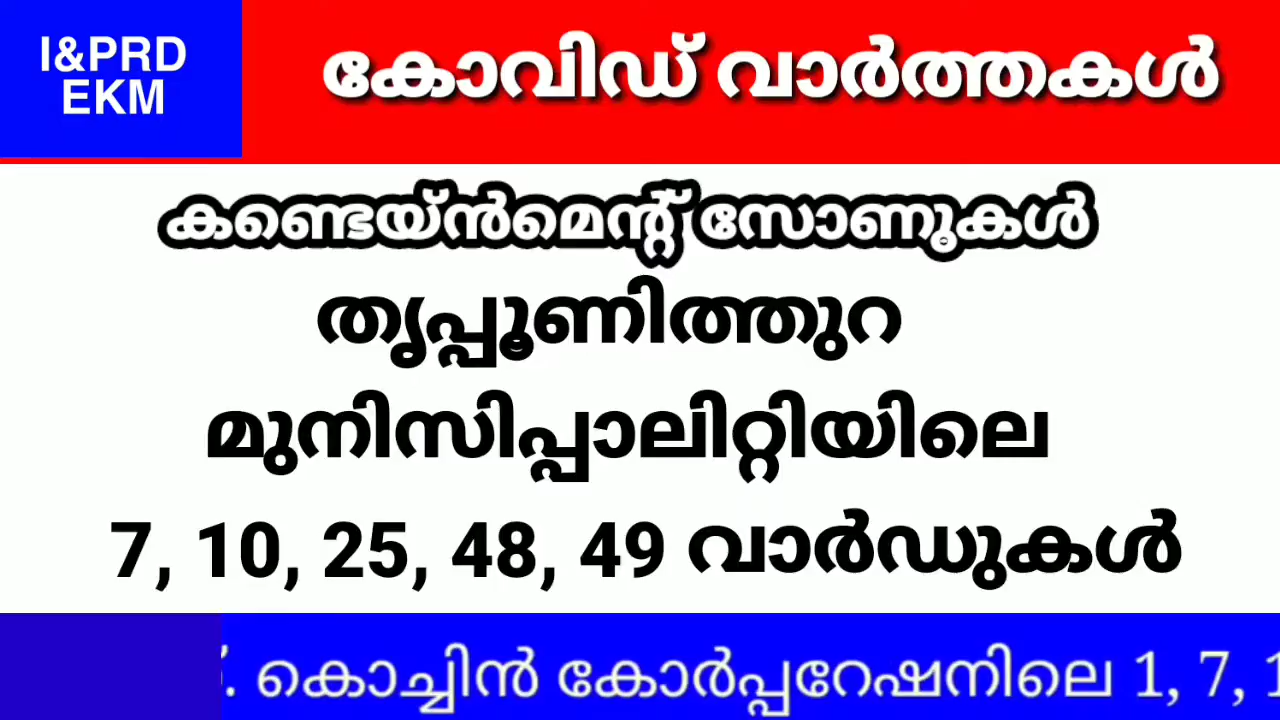 I&PRD
EKM
കോവിഡ് വാർത്തകൾ
കണ്ടെയ്ൻമെന്റ് സോണുകൾ
തൃപ്പൂണിത്തുറ
മുനിസിപ്പാലിറ്റിയിലെ
7, 10, 25, 48, 49 വാർഡുകൾ
. കൊച്ചിൻ കോർപ്പറേഷനിലെ 1, 7, 1